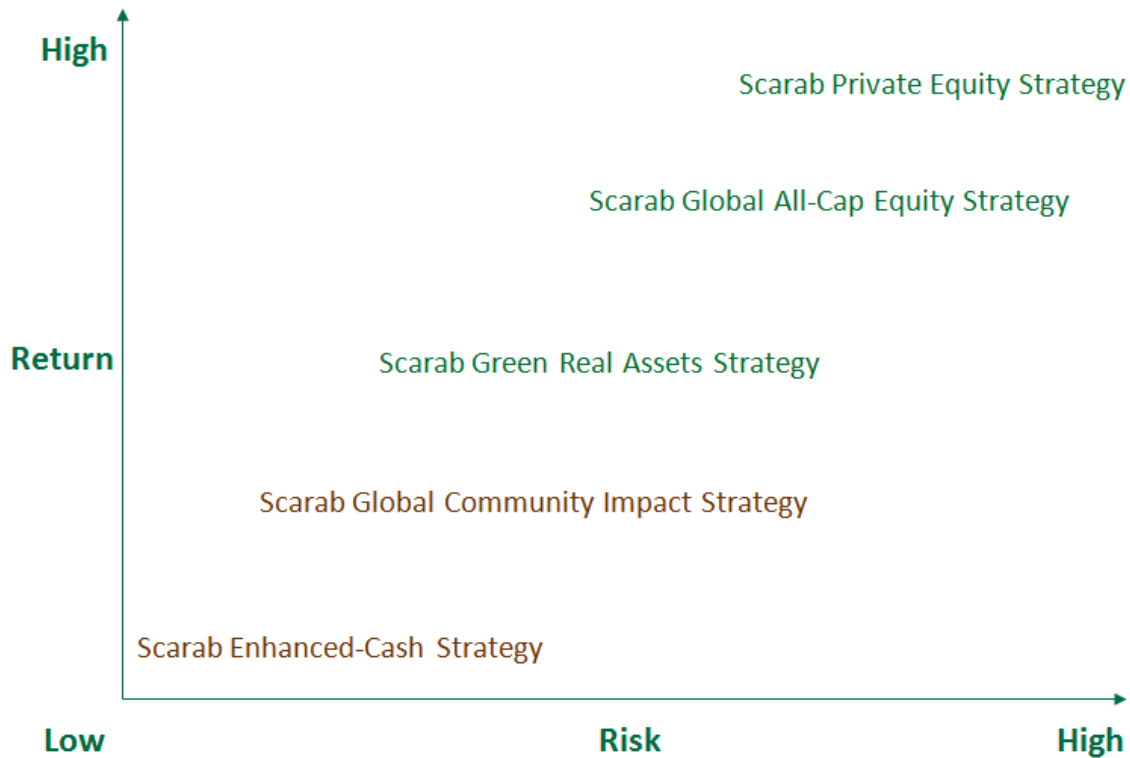 High
Scarab Private Equity Strategy
Scarab Global All-Cap Equity Strategy
Return
Scarab Green Real Assets Strategy
Scarab Global Community Impact Strategy
Scarab Enhanced-Cash Strategy
Low
Risk
High